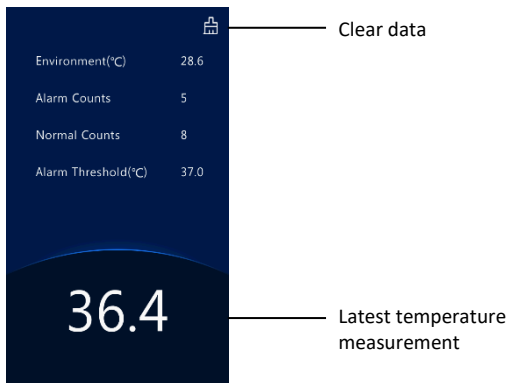 Clear data
Environment(℃) 28.6
Alarm Counts 5
Normal Counts 8
Alarm Threshold(℃) 37.0
36.4
Latest temperature
measurement